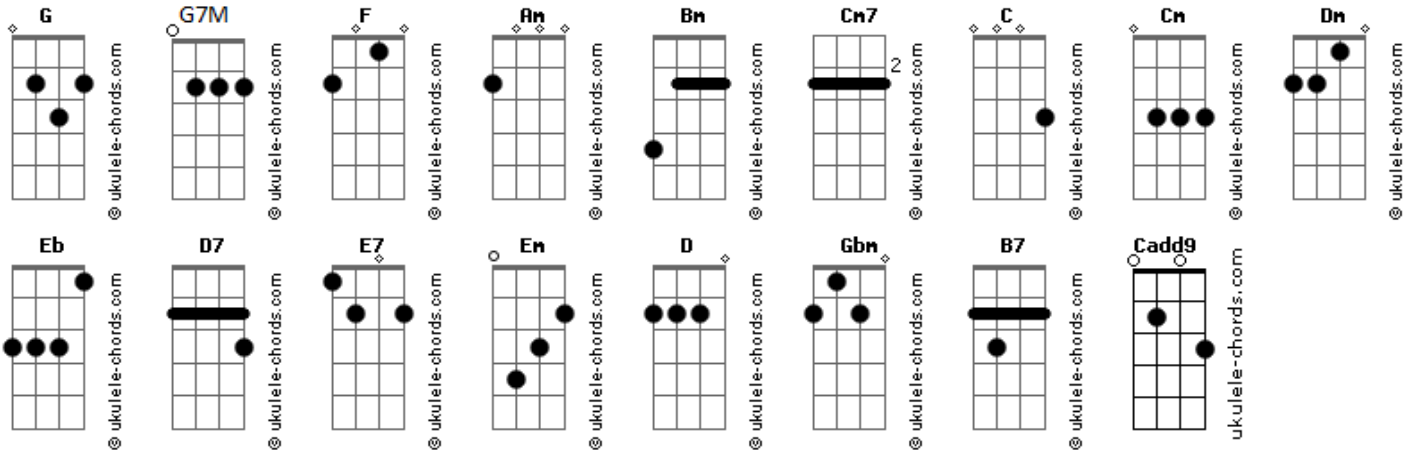 G G7M F Am Bm Cm7 C Cm Dm
2
© ukulele-chords.com © ukulele-chords.com © ukulele-chords.com © ukulele-chords.com © ukulele-chords.com © ukulele-chords.com © ukulele-chords.com © ukulele-chords.com © ukulele-chords.com
Eb D7 E7 Em D Gbm B7 Cadd9
© ukulele-chords.com © ukulele-chords.com © ukulele-chords.com © ukulele-chords.com © ukulele-chords.com © ukulele-chords.com © ukulele-chords.com ukulele-chords.com